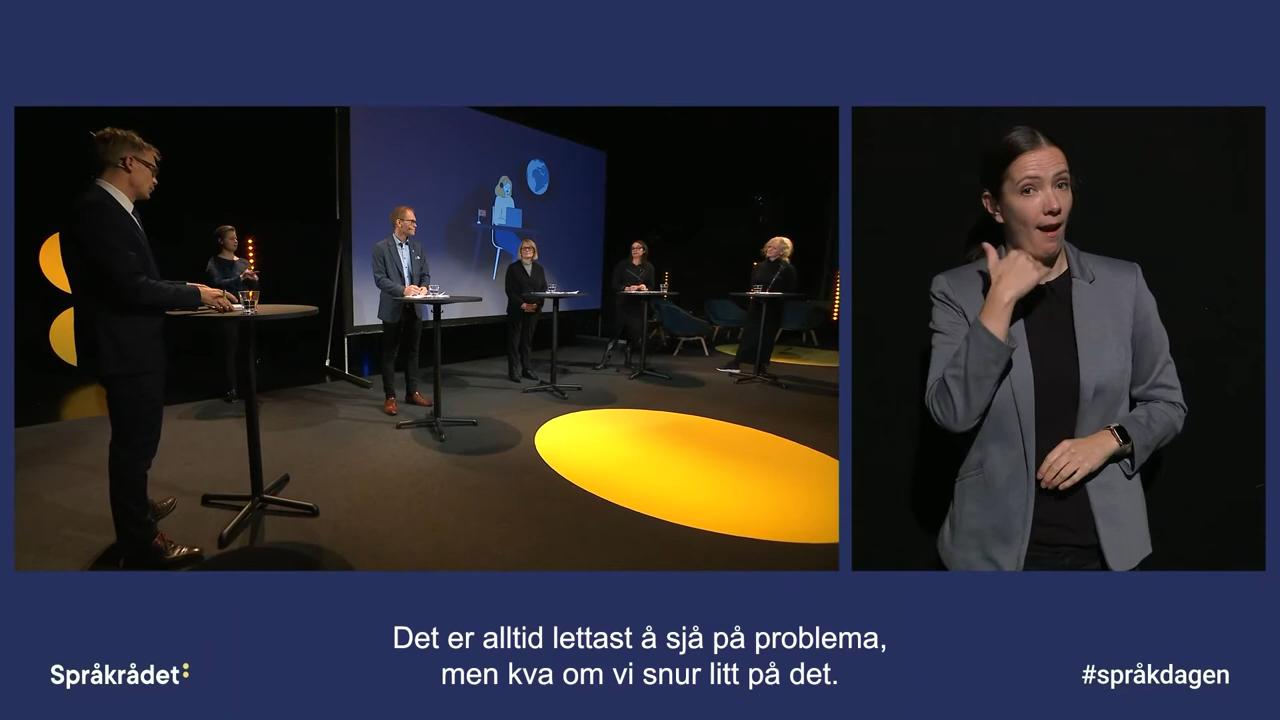 Det er alltid lettast å sjå på problema,
men kva om vi snur litt på det.
Språkrådet:
#språkdagen